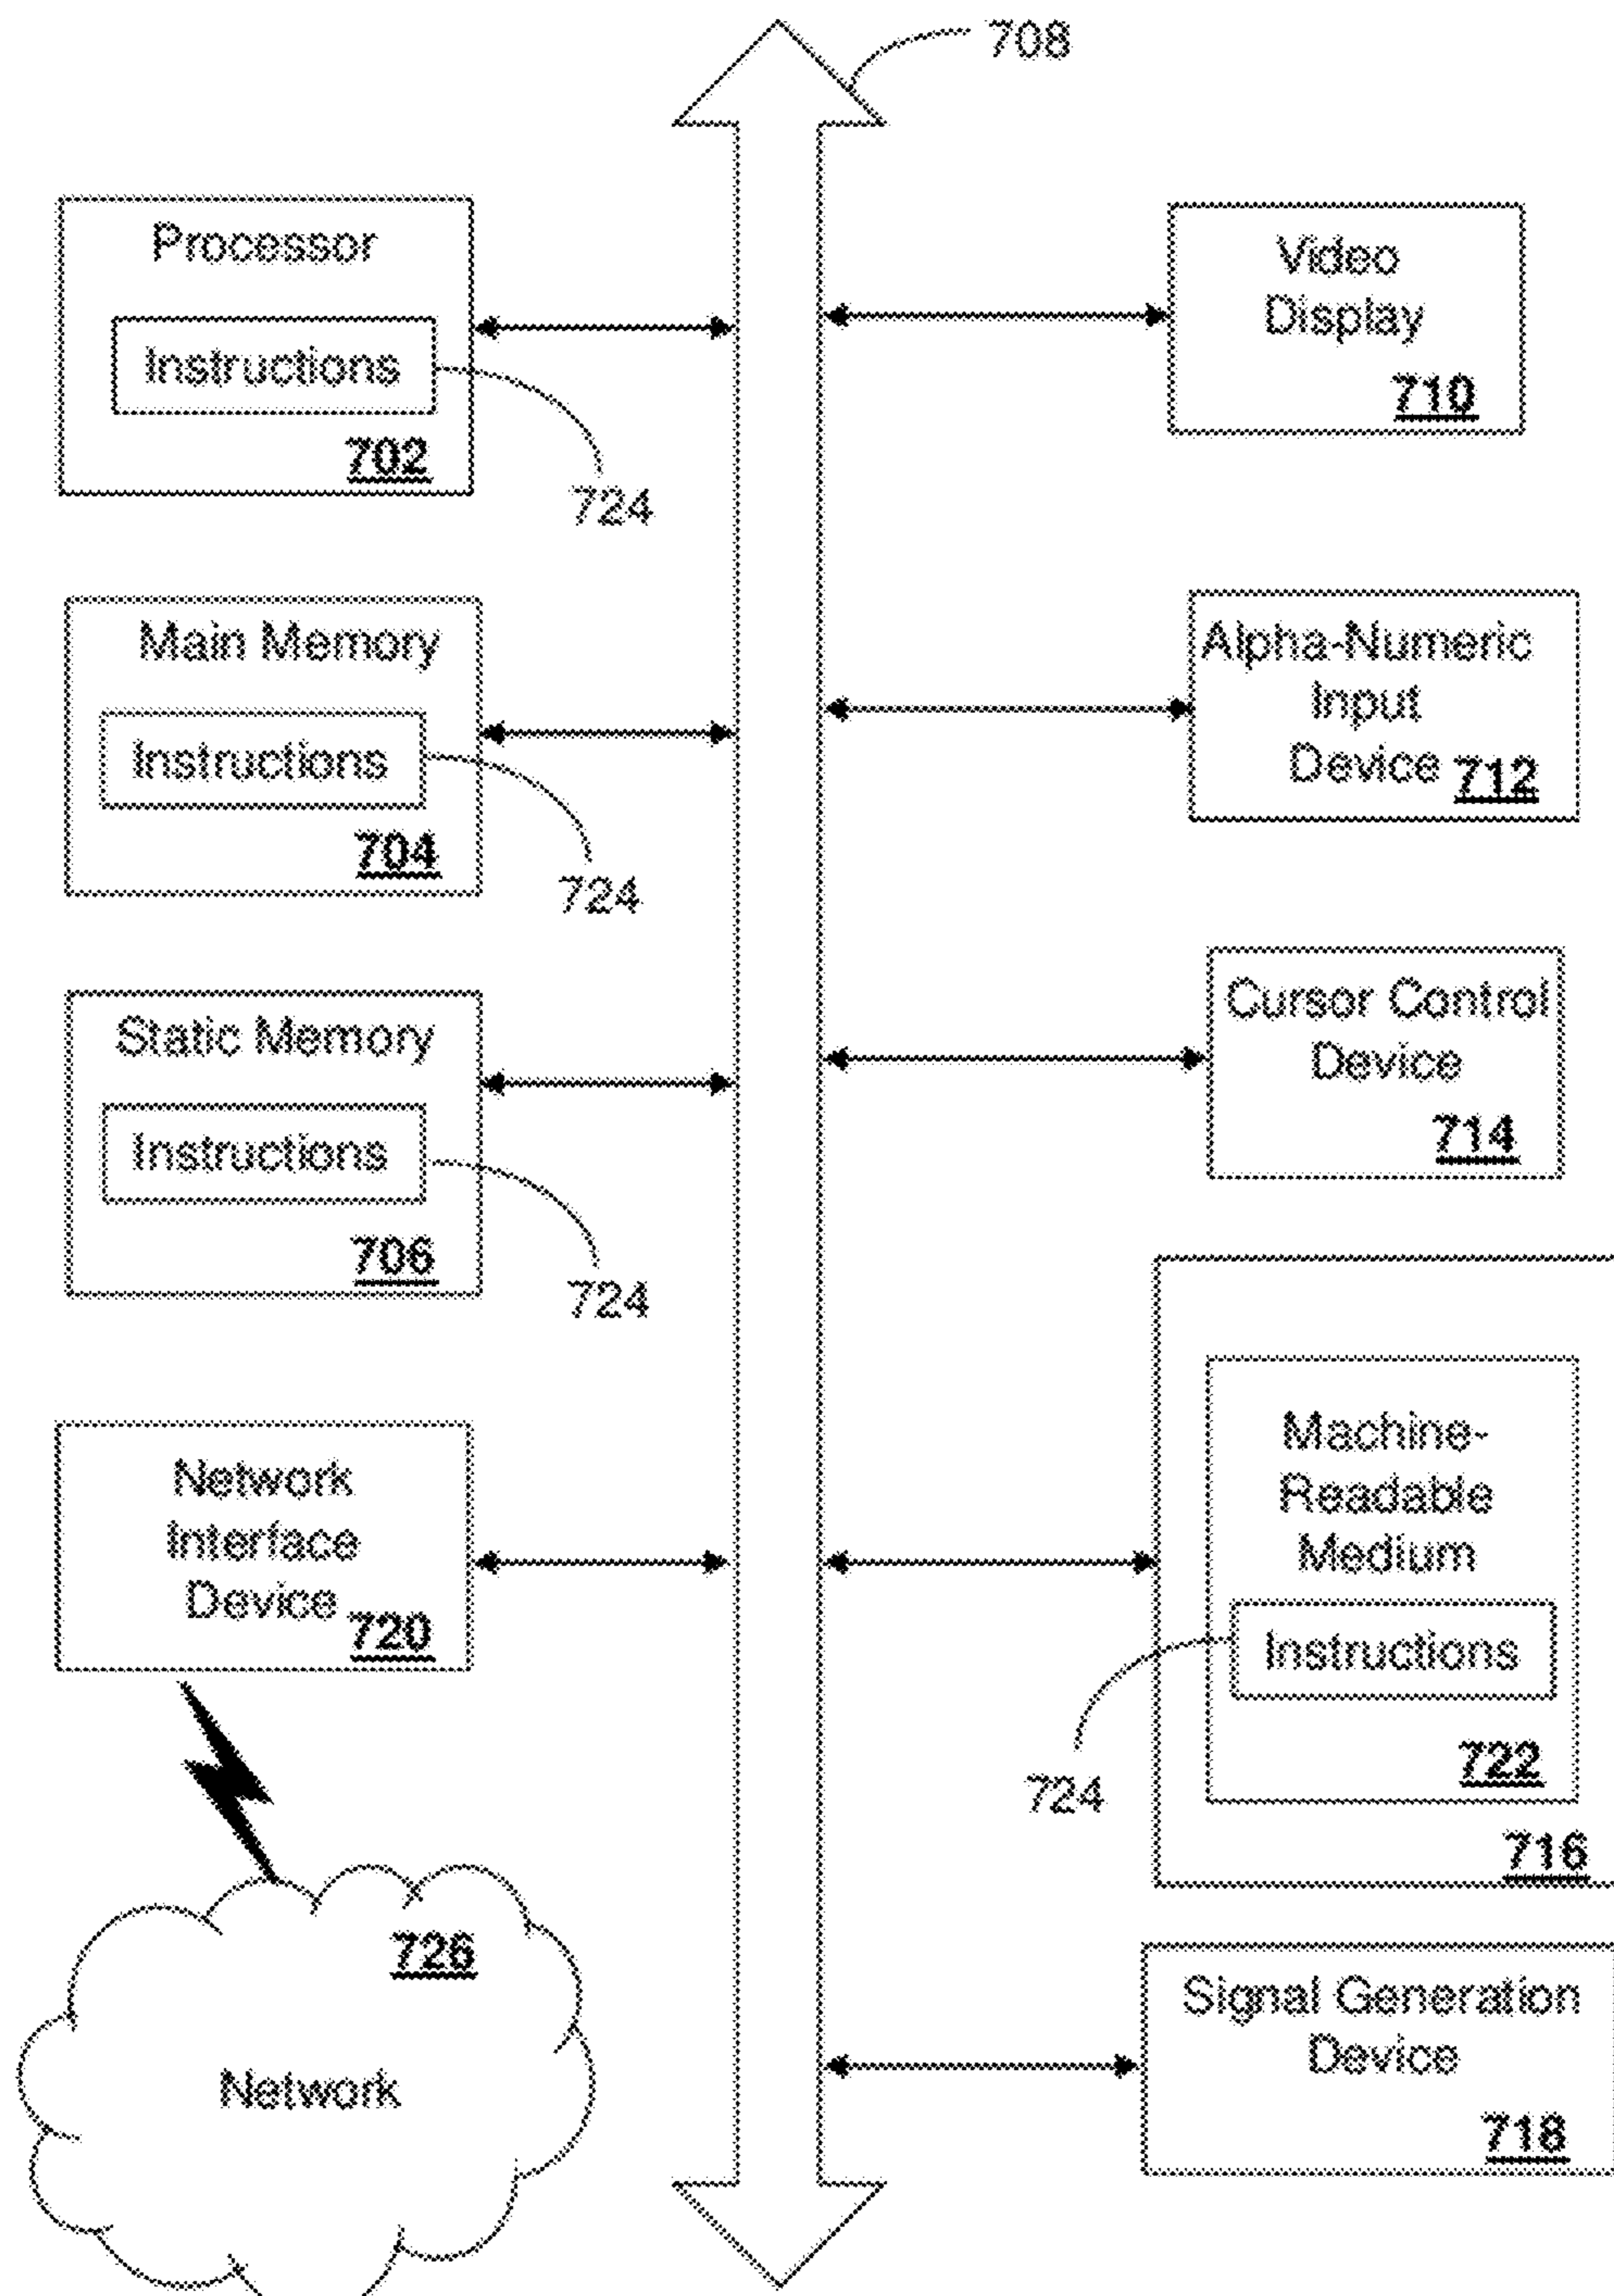 708
Processor
Instructions
702
724
Main Memory
Instructions
704
724
Static Memory
Instructions
706
724
Network
Interface
Device
720
726
Network
Video
Display
710
Alpha-Numeric
Input
Device
712
Cursor Control
Device
714
Machine-
Readable
Medium
Instructions
722
724
716
Signal Generation
Device
718